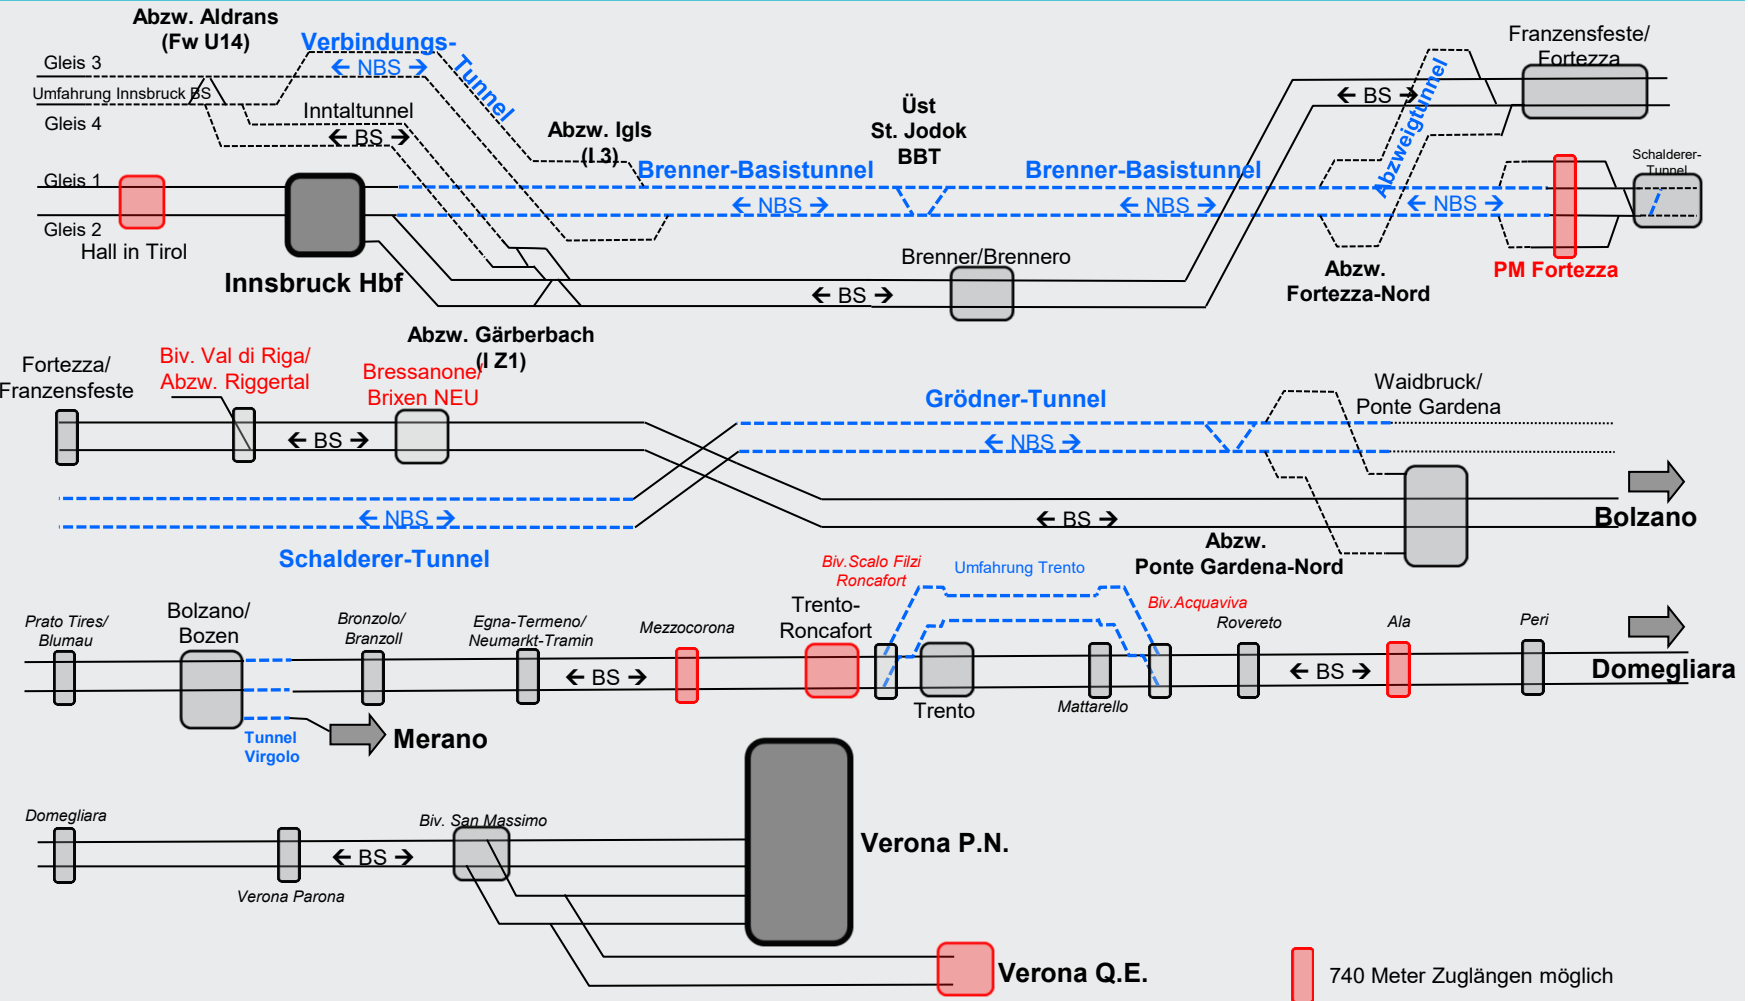 Abzw. Aldrans
(Fw U14)
Gleis 3
Umfahrung Innsbruck BS
Gleis 4
Verbindungs-
Tunnel
← NBS →
Inntaltunnel
← BS →
Abzw. Igls
(I 3)
Üst
St. Jodok
BBT
Franzensfeste/
Fortezza
← BS →
Abzweigtunnel
Schalderer-
Tunnel
Gleis 1
Gleis 2
Hall in Tirol
Innsbruck Hbf
Brenner-Basistunnel
Brenner-Basistunnel
← NBS →
← NBS →
← NBS →
Brenner/Brennero
← BS →
Abzw.
Fortezza-Nord
PM Fortezza
Abzw. Gärberbach
(I Z1)
Fortezza/
Franzensfeste
Biv. Val di Riga/
Abzw. Riggertal
Bressanone/
Brixen NEU
← BS →
Grödner-Tunnel
← NBS →
Waidbruck/
Ponte Gardena
← NBS →
Schalderer-Tunnel
← BS →
Bolzano
Abzw.
Ponte Gardena-Nord
Prato Tires/
Blumau
Bolzano/
Bozen
Bronzolo/
Branzoll
Egna-Termeno/
Neumarkt-Tramin
Mezzocorona
Trento-
Roncafort
Biv.Scalo Filzi
Roncafort
Umfahrung Trento
Biv.Acquaviva
Rovereto
Ala
Peri
← BS →
← BS →
Domegliara
Trento
Mattarello
Tunnel
Virgolo
Merano
Domegliara
Biv. San Massimo
← BS →
Verona Parona
Verona P.N.
Verona Q.E.
740 Meter Zuglängen möglich